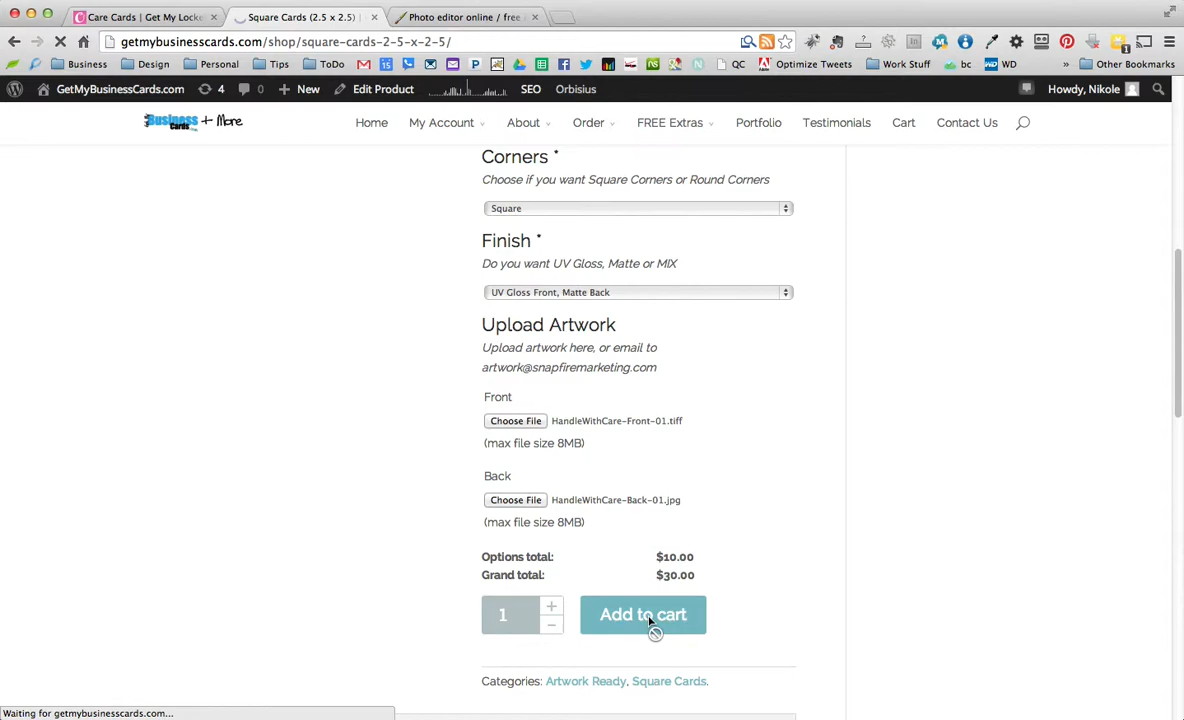 Care Cards | Get My Locke
Square Cards (2.5 x 2.5) |
Photo editor online / free
getmybusinesscards.com/shop/square-cards-2-5-x-2-5/
Business
Design
Personal
Tips
ToDo
QC
Optimize Tweets
Work Stuff
bc
WD
»
Other Bookmarks
GetMyBusinessCards.com
4
0
New
Edit Product
SEO
Orbisius
Howdy, Nikole
Business Cards + More
Home
My Account
About
Order
FREE Extras
Portfolio
Testimonials
Cart
Contact Us
Corners *
Choose if you want Square Corners or Round Corners
Square
Finish *
Do you want UV Gloss, Matte or MIX
UV Gloss Front, Matte Back
Upload Artwork
Upload artwork here, or email to
artwork@snapfiremarketing.com
Front
Choose File HandleWithCare-Front-01.tiff
(max file size 8MB)
Back
Choose File HandleWithCare-Back-01.jpg
(max file size 8MB)
Options total: $10.00
Grand total: $30.00
1 + −
Add to cart
Categories: Artwork Ready, Square Cards.
Waiting for getmybusinesscards.com...